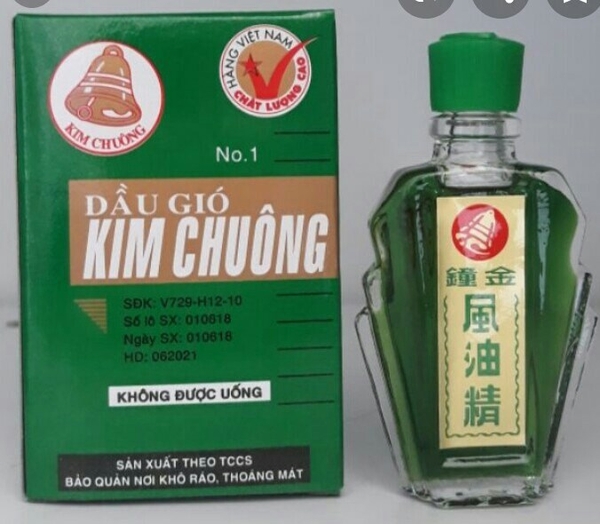 KIM CHUÔNG
HÀNG VIỆT NAM
CHẤT LƯỢNG CAO
No.1
DẦU GIÓ
KIM CHUÔNG
SĐK: V729-H12-10
Số lô SX: 010618
Ngày SX: 010618
HD: 062021
KHÔNG ĐƯỢC UỐNG
SẢN XUẤT THEO TCCS
BẢO QUẢN NƠI KHÔ RÁO, THOÁNG MÁT
鐘金
風
油
精